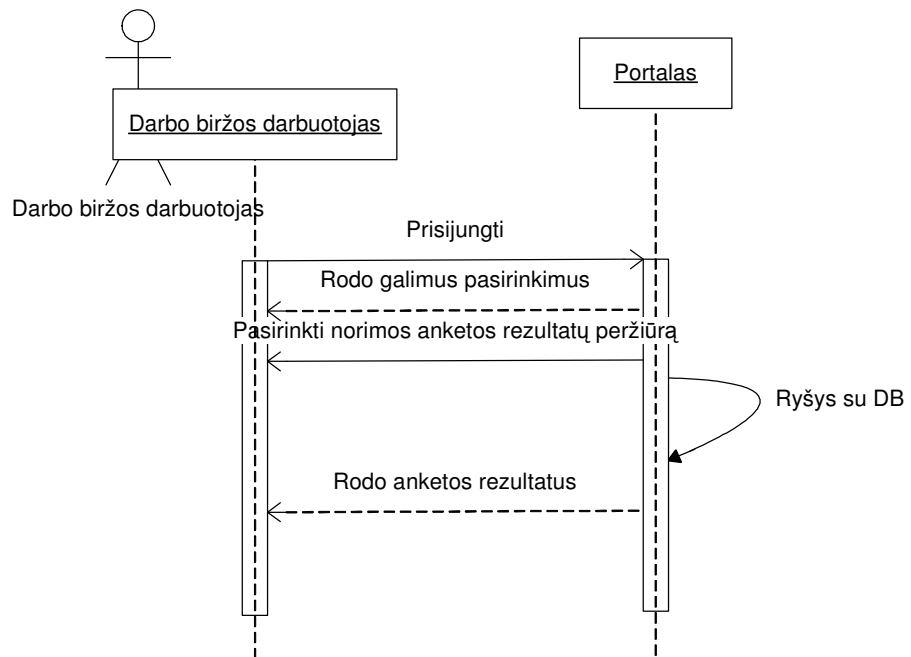 Portalas
Darbo biržos darbuotojas
Darbo biržos darbuotojas
Prisijungti
Rodo galimus pasirinkimus
Pasirinkti norimos anketos rezultatų peržiūrą
Ryšys su DB
Rodo anketos rezultatus